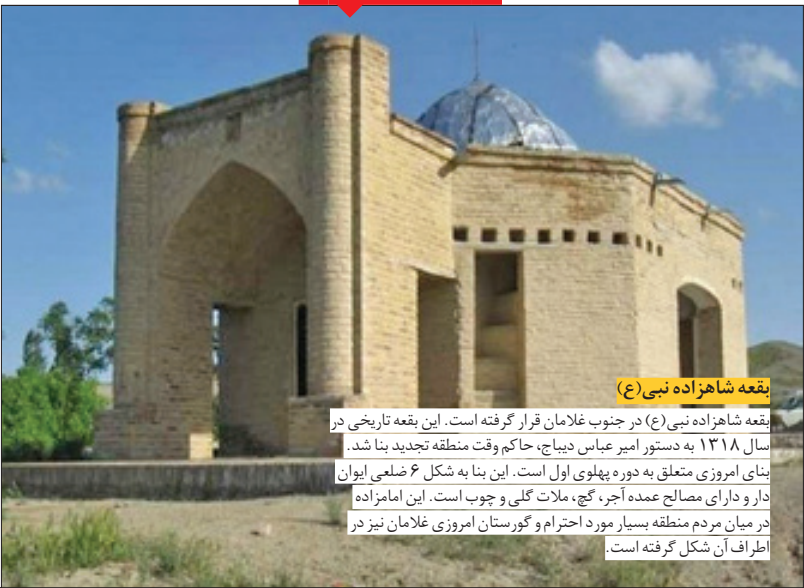 بقعه شاهزاده نبی(ع)
بقعه شاهزاده نبی(ع) در جنوب غلامان قرار گرفته است. این بقعه تاریخی در
سال ۱۳۱۸ به دستور امیر عباس دیباج، حاکم وقت منطقه تجدید بنا شد.
بنای امروزی متعلق به دوره پهلوی اول است. این بنا به شکل ۶ ضلعی ایوان
دار و دارای مصالح عمده آجر، گچ، ملات گلی و چوب است. این امامزاده
در میان مردم منطقه بسیار مورد احترام و گورستان امروزی غلامان نیز در
اطراف آن شکل گرفته است.